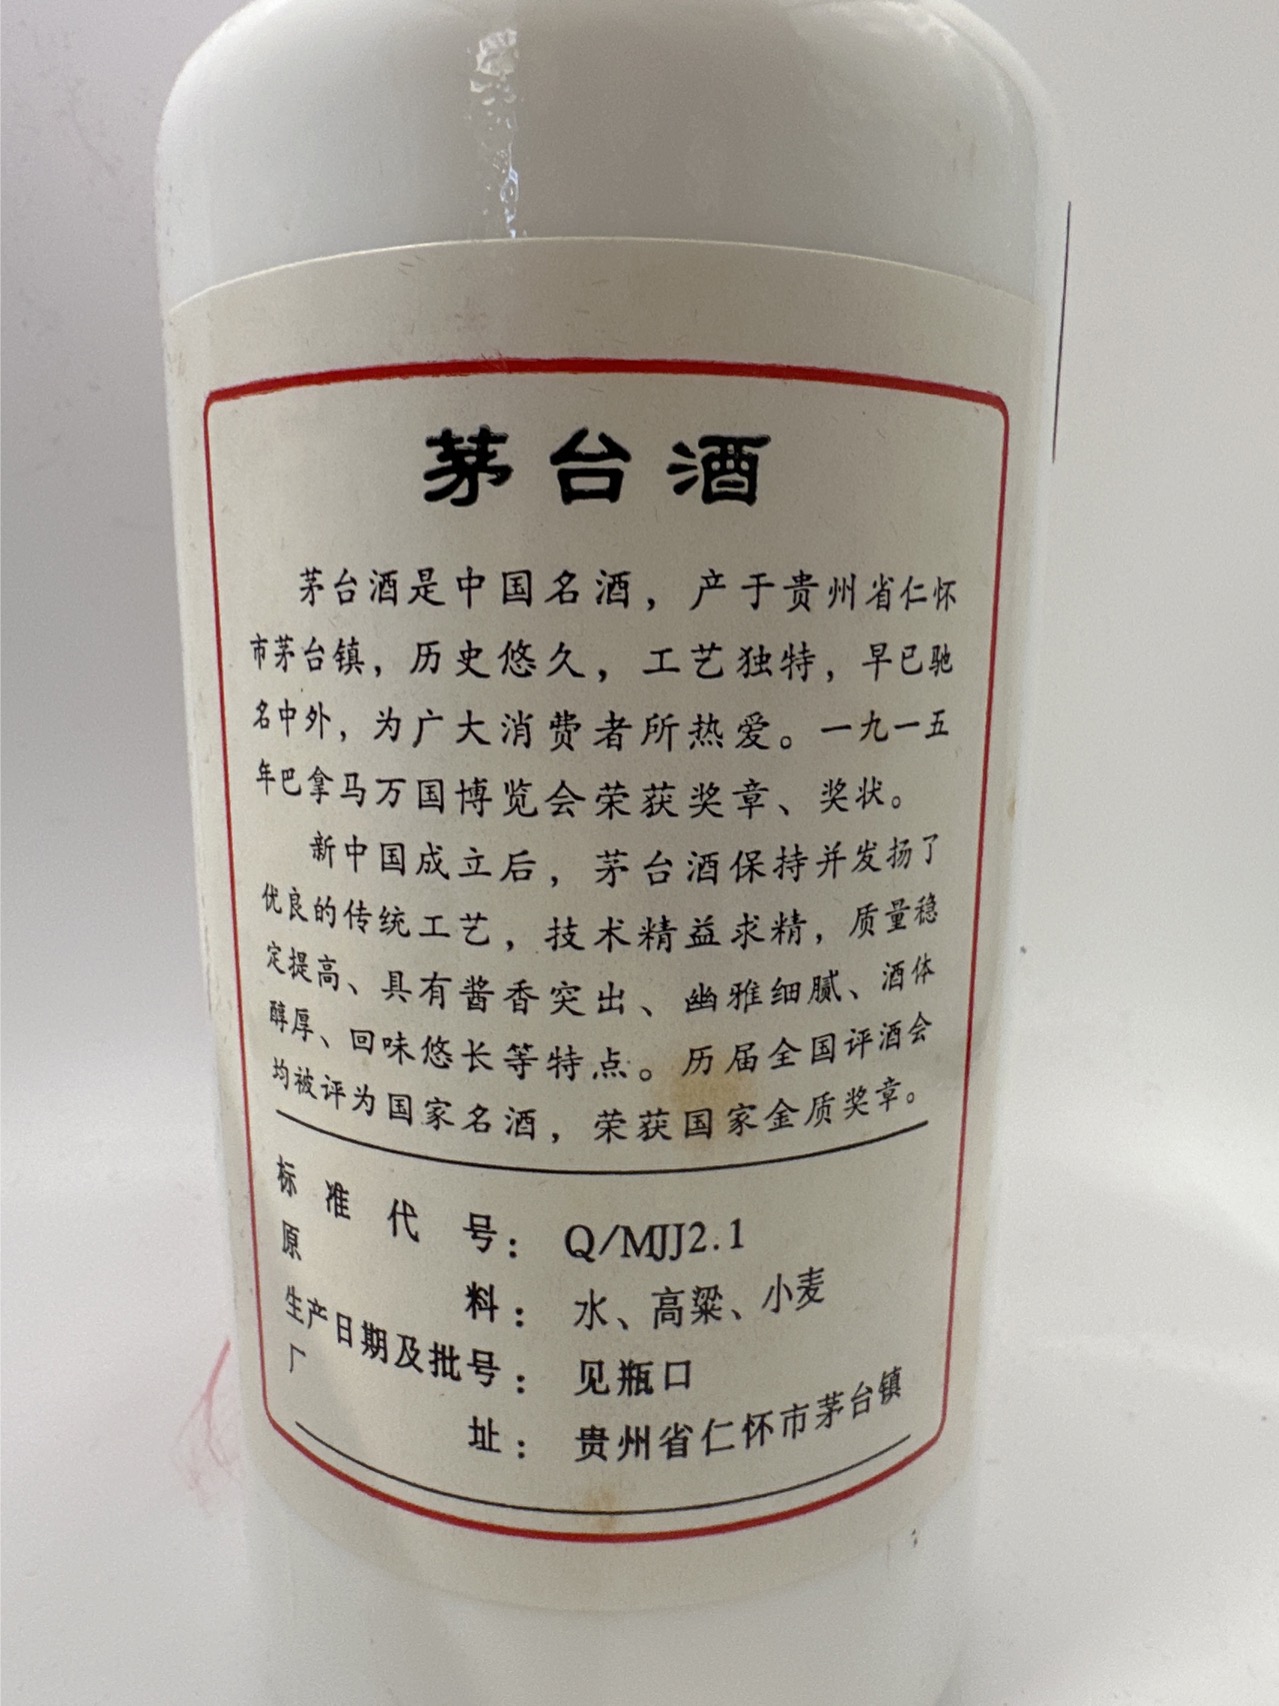 茅台酒
茅台酒是中国名酒，产于贵州省仁怀
市茅台镇，历史悠久，工艺独特，早已驰
名中外，为广大消费者所热爱。一九一五
年巴拿马万国博览会荣获奖章、奖状。
新中国成立后，茅台酒保持并发扬了
优良的传统工艺，技术精益求精，质量稳
定提高、具有酱香突出、幽雅细腻、酒体
醇厚、回味悠长等特点。历届全国评酒会
均被评为国家名酒，荣获国家金质奖章。
标准代号：Q/MJJ2.1
原料：水、高粱、小麦
生产日期及批号：见瓶口
厂址：贵州省仁怀市茅台镇